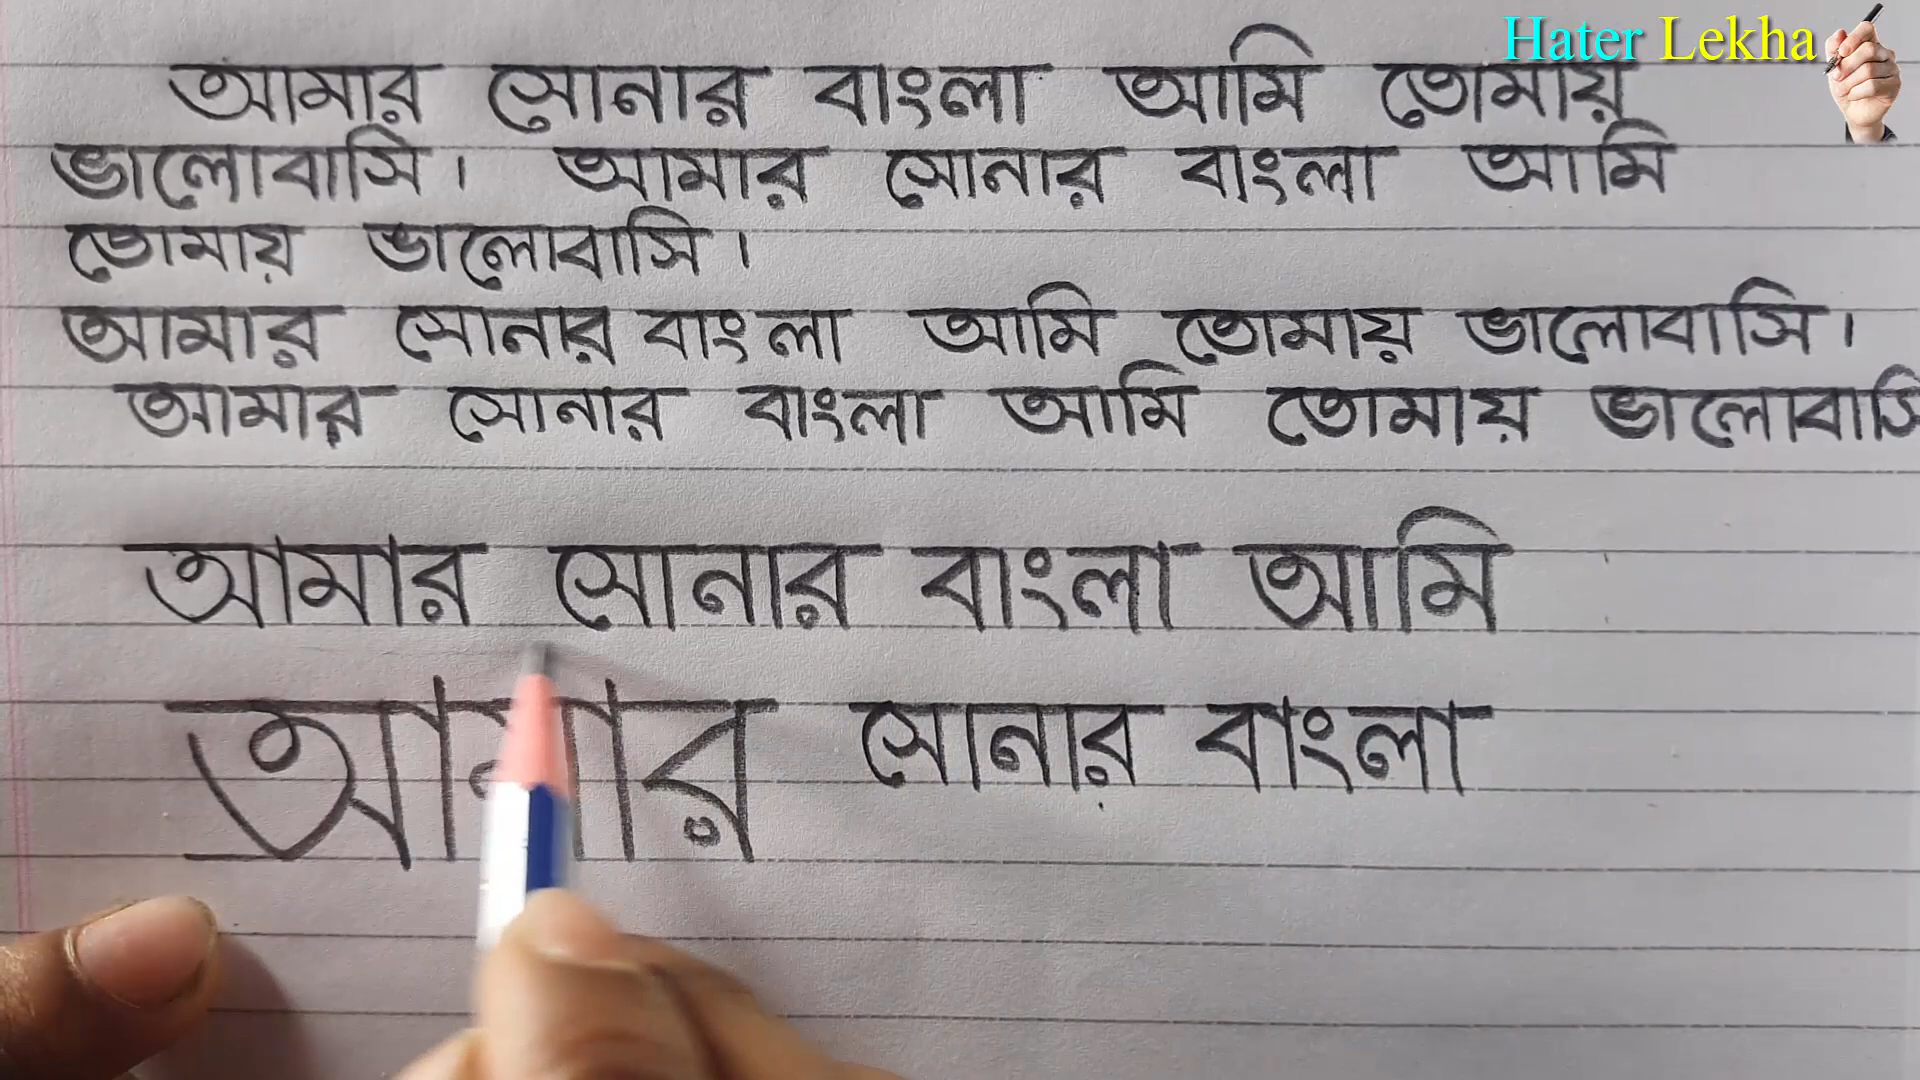 Hater Lekha
আমার সোনার বাংলা আমি তোমায়
ভালোবাসি। আমার সোনার বাংলা আমি
তোমায় ভালোবাসি।
আমার সোনার বাংলা আমি তোমায় ভালোবাসি।
আমার সোনার বাংলা আমি তোমায় ভালোবাসি
আমার সোনার বাংলা আমি
আমার সোনার বাংলা